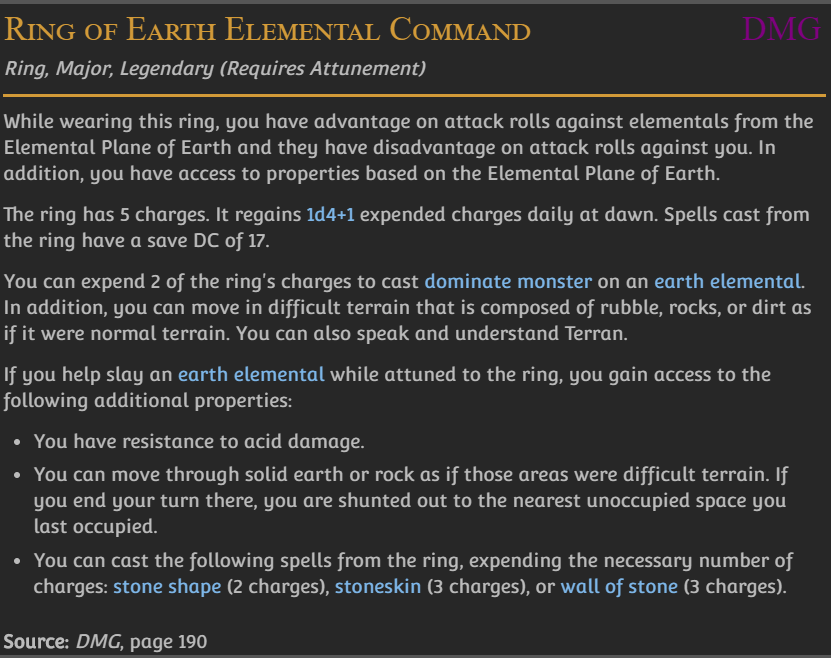 Ring of Earth Elemental Command DMG
Ring, Major, Legendary (Requires Attunement)
While wearing this ring, you have advantage on attack rolls against elementals from the
Elemental Plane of Earth and they have disadvantage on attack rolls against you. In
addition, you have access to properties based on the Elemental Plane of Earth.
The ring has 5 charges. It regains 1d4+1 expended charges daily at dawn. Spells cast from
the ring have a save DC of 17.
You can expend 2 of the ring's charges to cast dominate monster on an earth elemental.
In addition, you can move in difficult terrain that is composed of rubble, rocks, or dirt as
if it were normal terrain. You can also speak and understand Terran.
If you help slay an earth elemental while attuned to the ring, you gain access to the
following additional properties:
• You have resistance to acid damage.
• You can move through solid earth or rock as if those areas were difficult terrain. If
you end your turn there, you are shunted out to the nearest unoccupied space you
last occupied.
• You can cast the following spells from the ring, expending the necessary number of
charges: stone shape (2 charges), stoneskin (3 charges), or wall of stone (3 charges).
Source: DMG, page 190